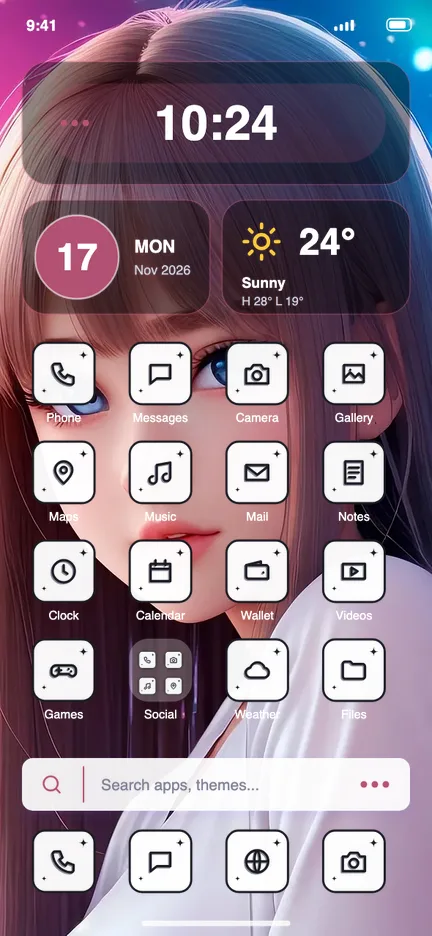 9:41
10:24
17
MON
Nov 2026
24°
Sunny
H 28° L 19°
Phone
Messages
Camera
Gallery
Maps
Music
Mail
Notes
Clock
Calendar
Wallet
Videos
Games
Social
Weather
Files
Search apps, themes...